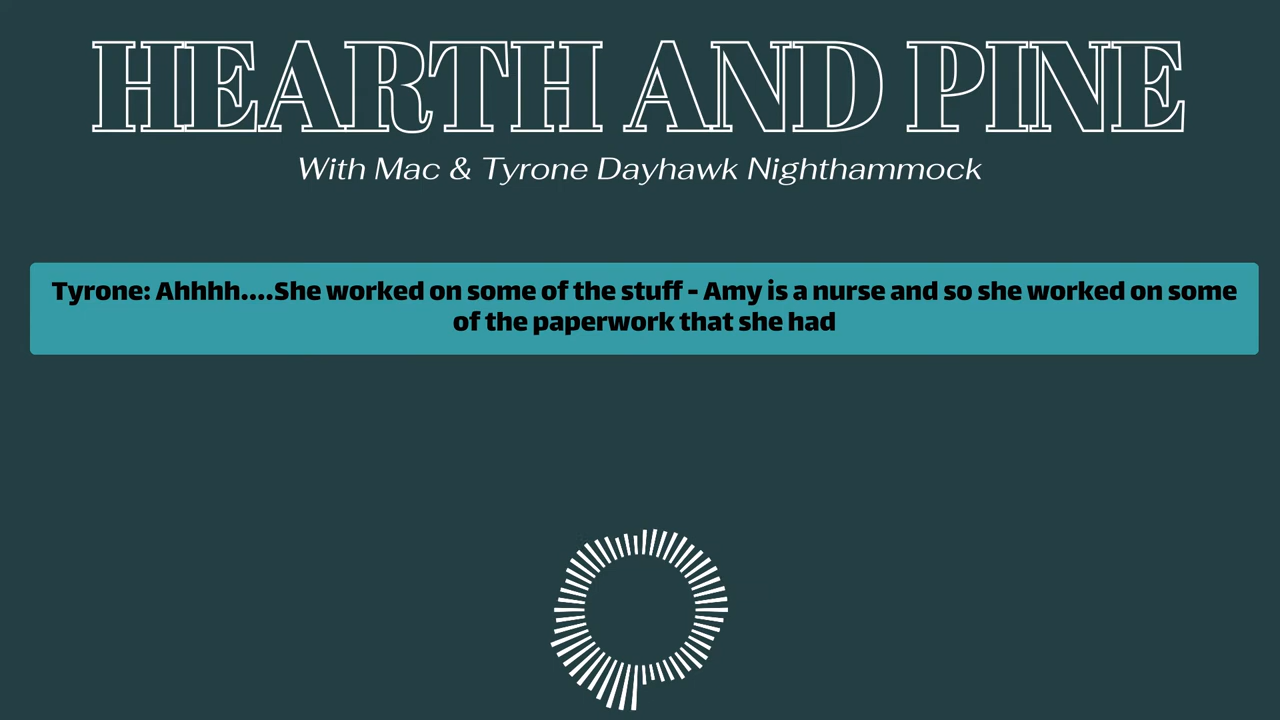 HEARTH AND PINE
With Mac & Tyrone Dayhawk Nighthammock
Tyrone: Ahhhh....She worked on some of the stuff - Amy is a nurse and so she worked on some
of the paperwork that she had